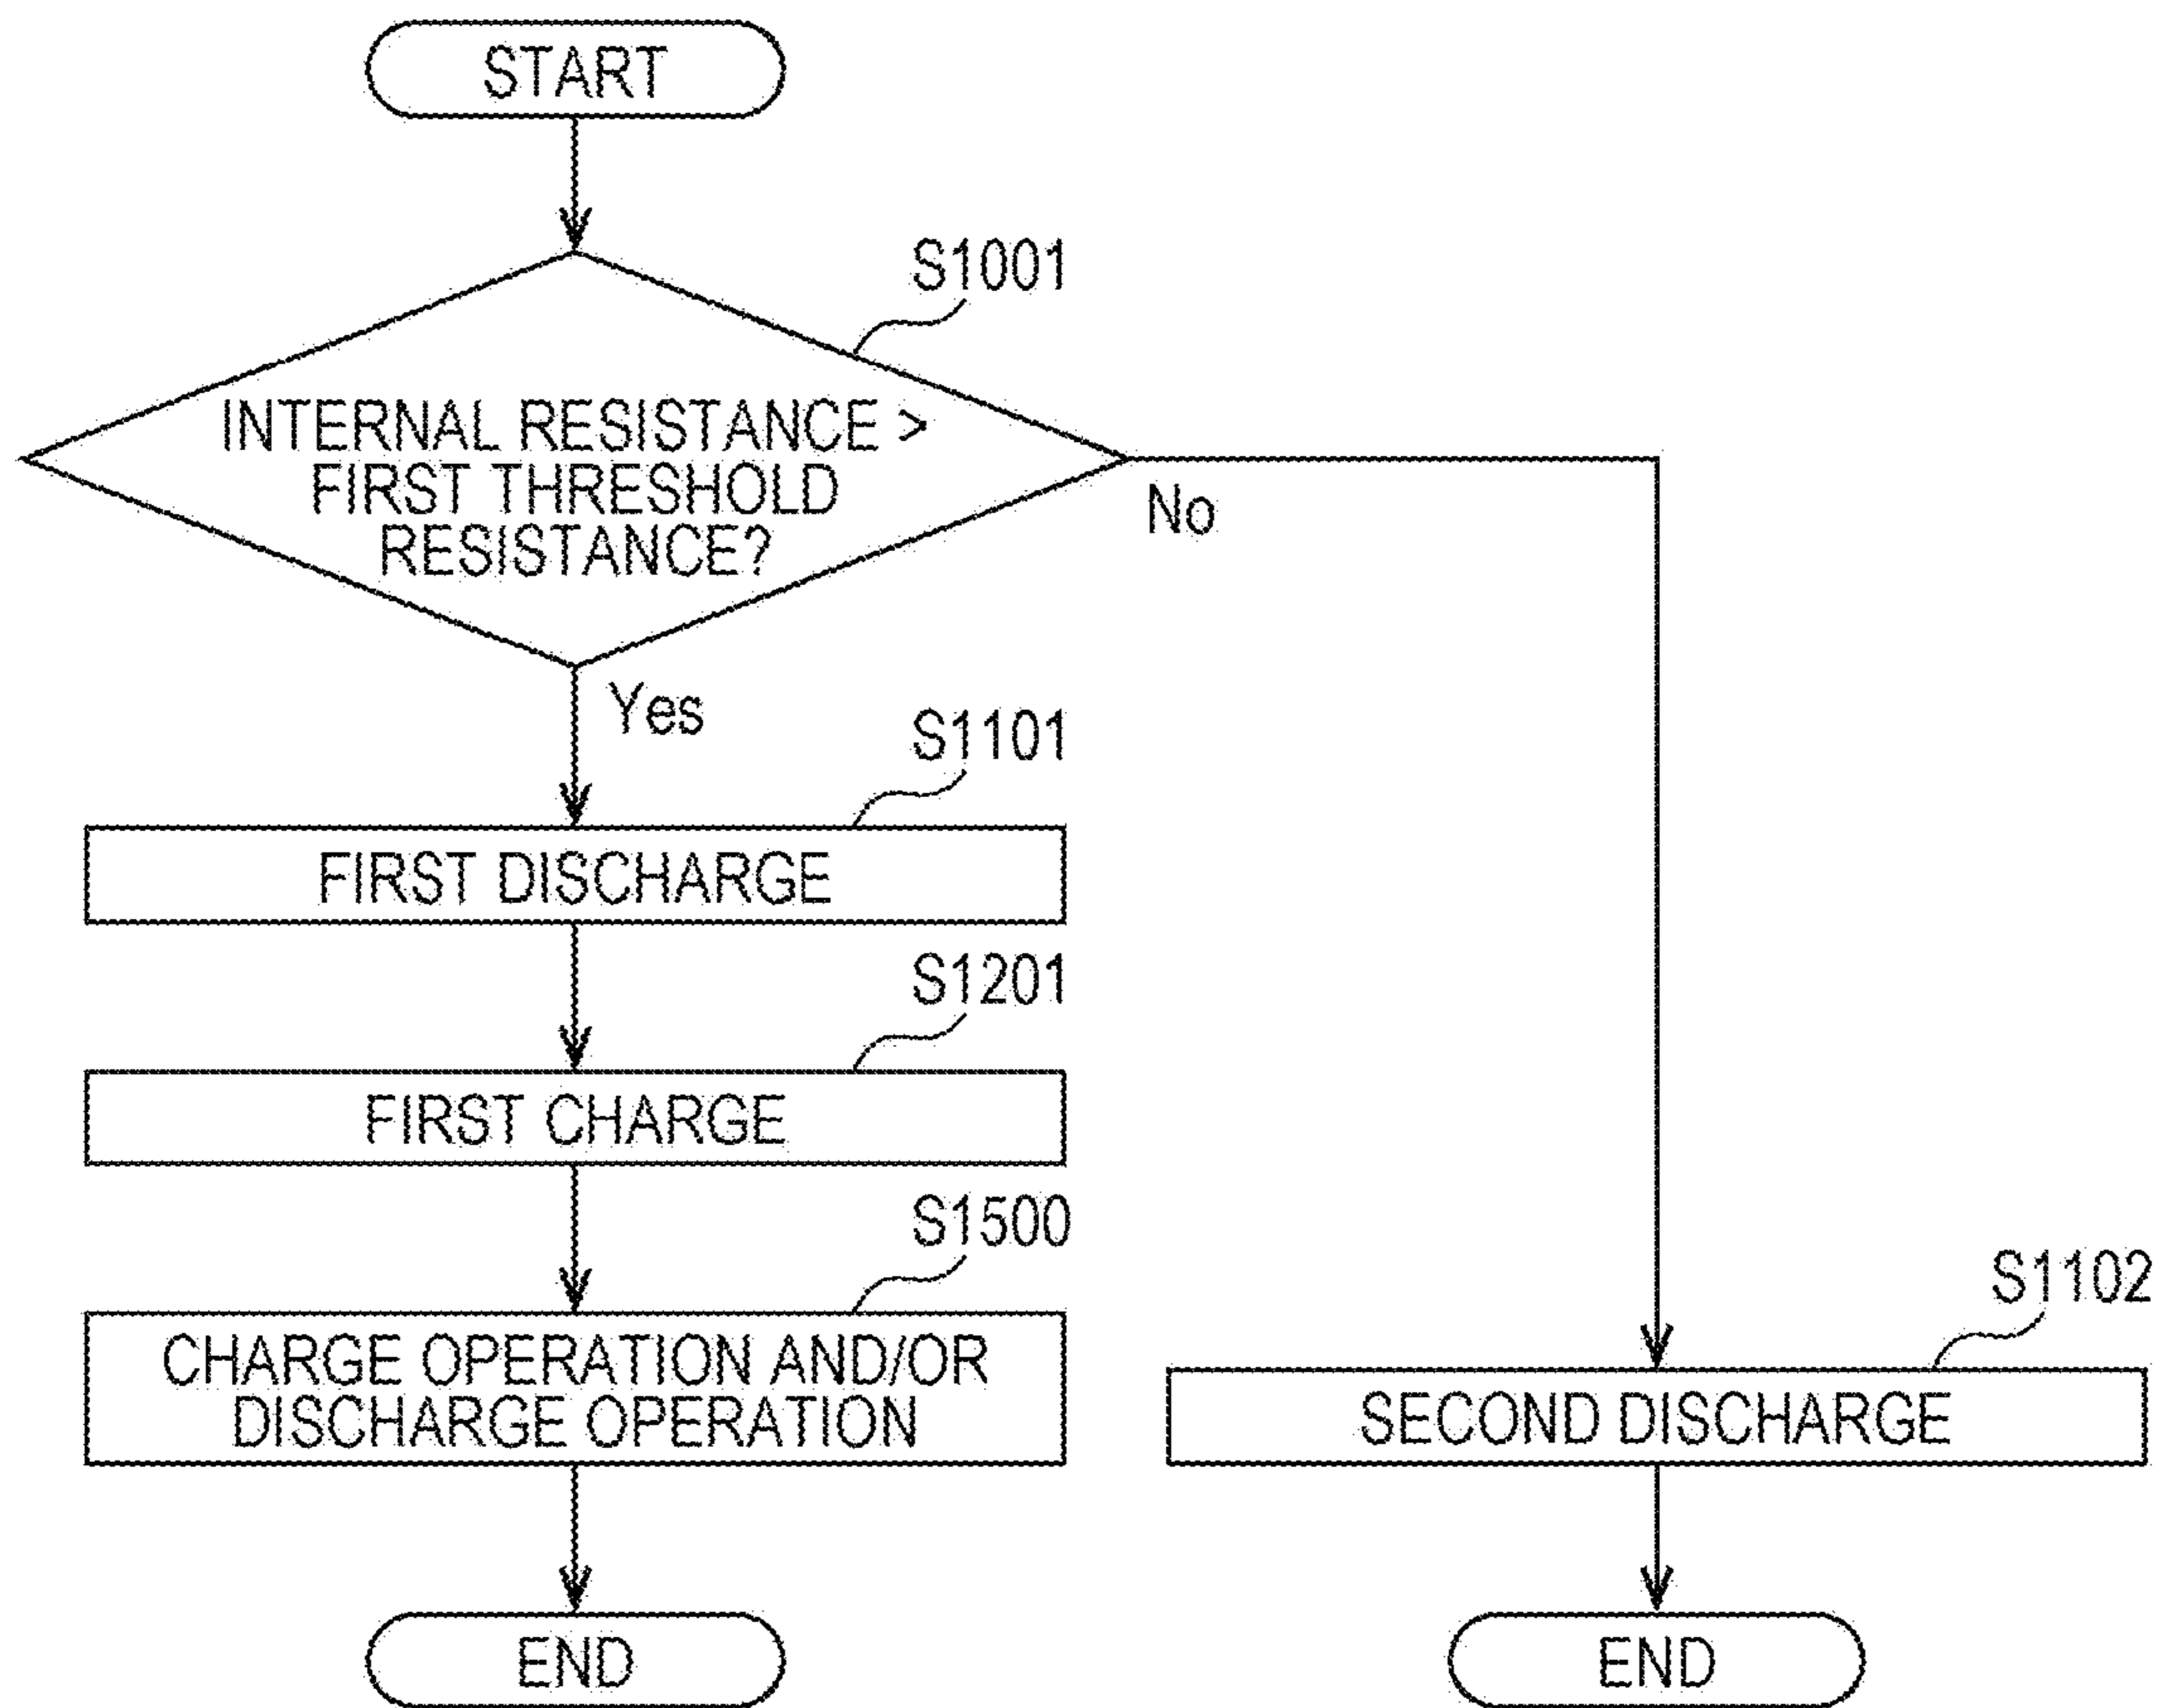 START
S1001
INTERNAL RESISTANCE >
FIRST THRESHOLD
RESISTANCE?
No
Yes
S1101
FIRST DISCHARGE
S1201
FIRST CHARGE
S1500
CHARGE OPERATION AND/OR
DISCHARGE OPERATION
S1102
SECOND DISCHARGE
END
END